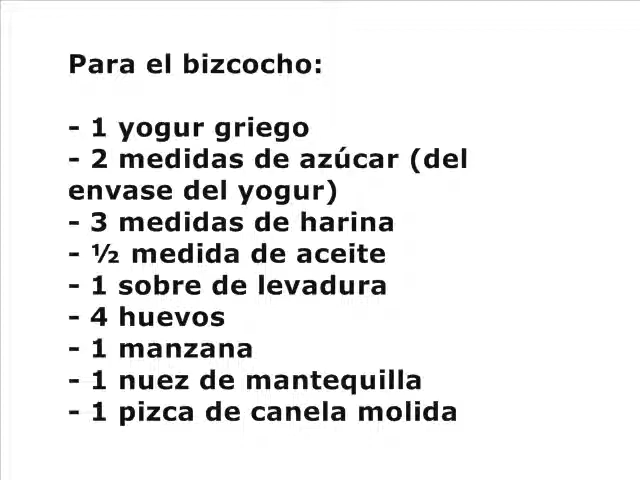 Para el bizcocho:
- 1 yogur griego
- 2 medidas de azúcar (del
envase del yogur)
- 3 medidas de harina
- ½ medida de aceite
- 1 sobre de levadura
- 4 huevos
- 1 manzana
- 1 nuez de mantequilla
- 1 pizca de canela molida